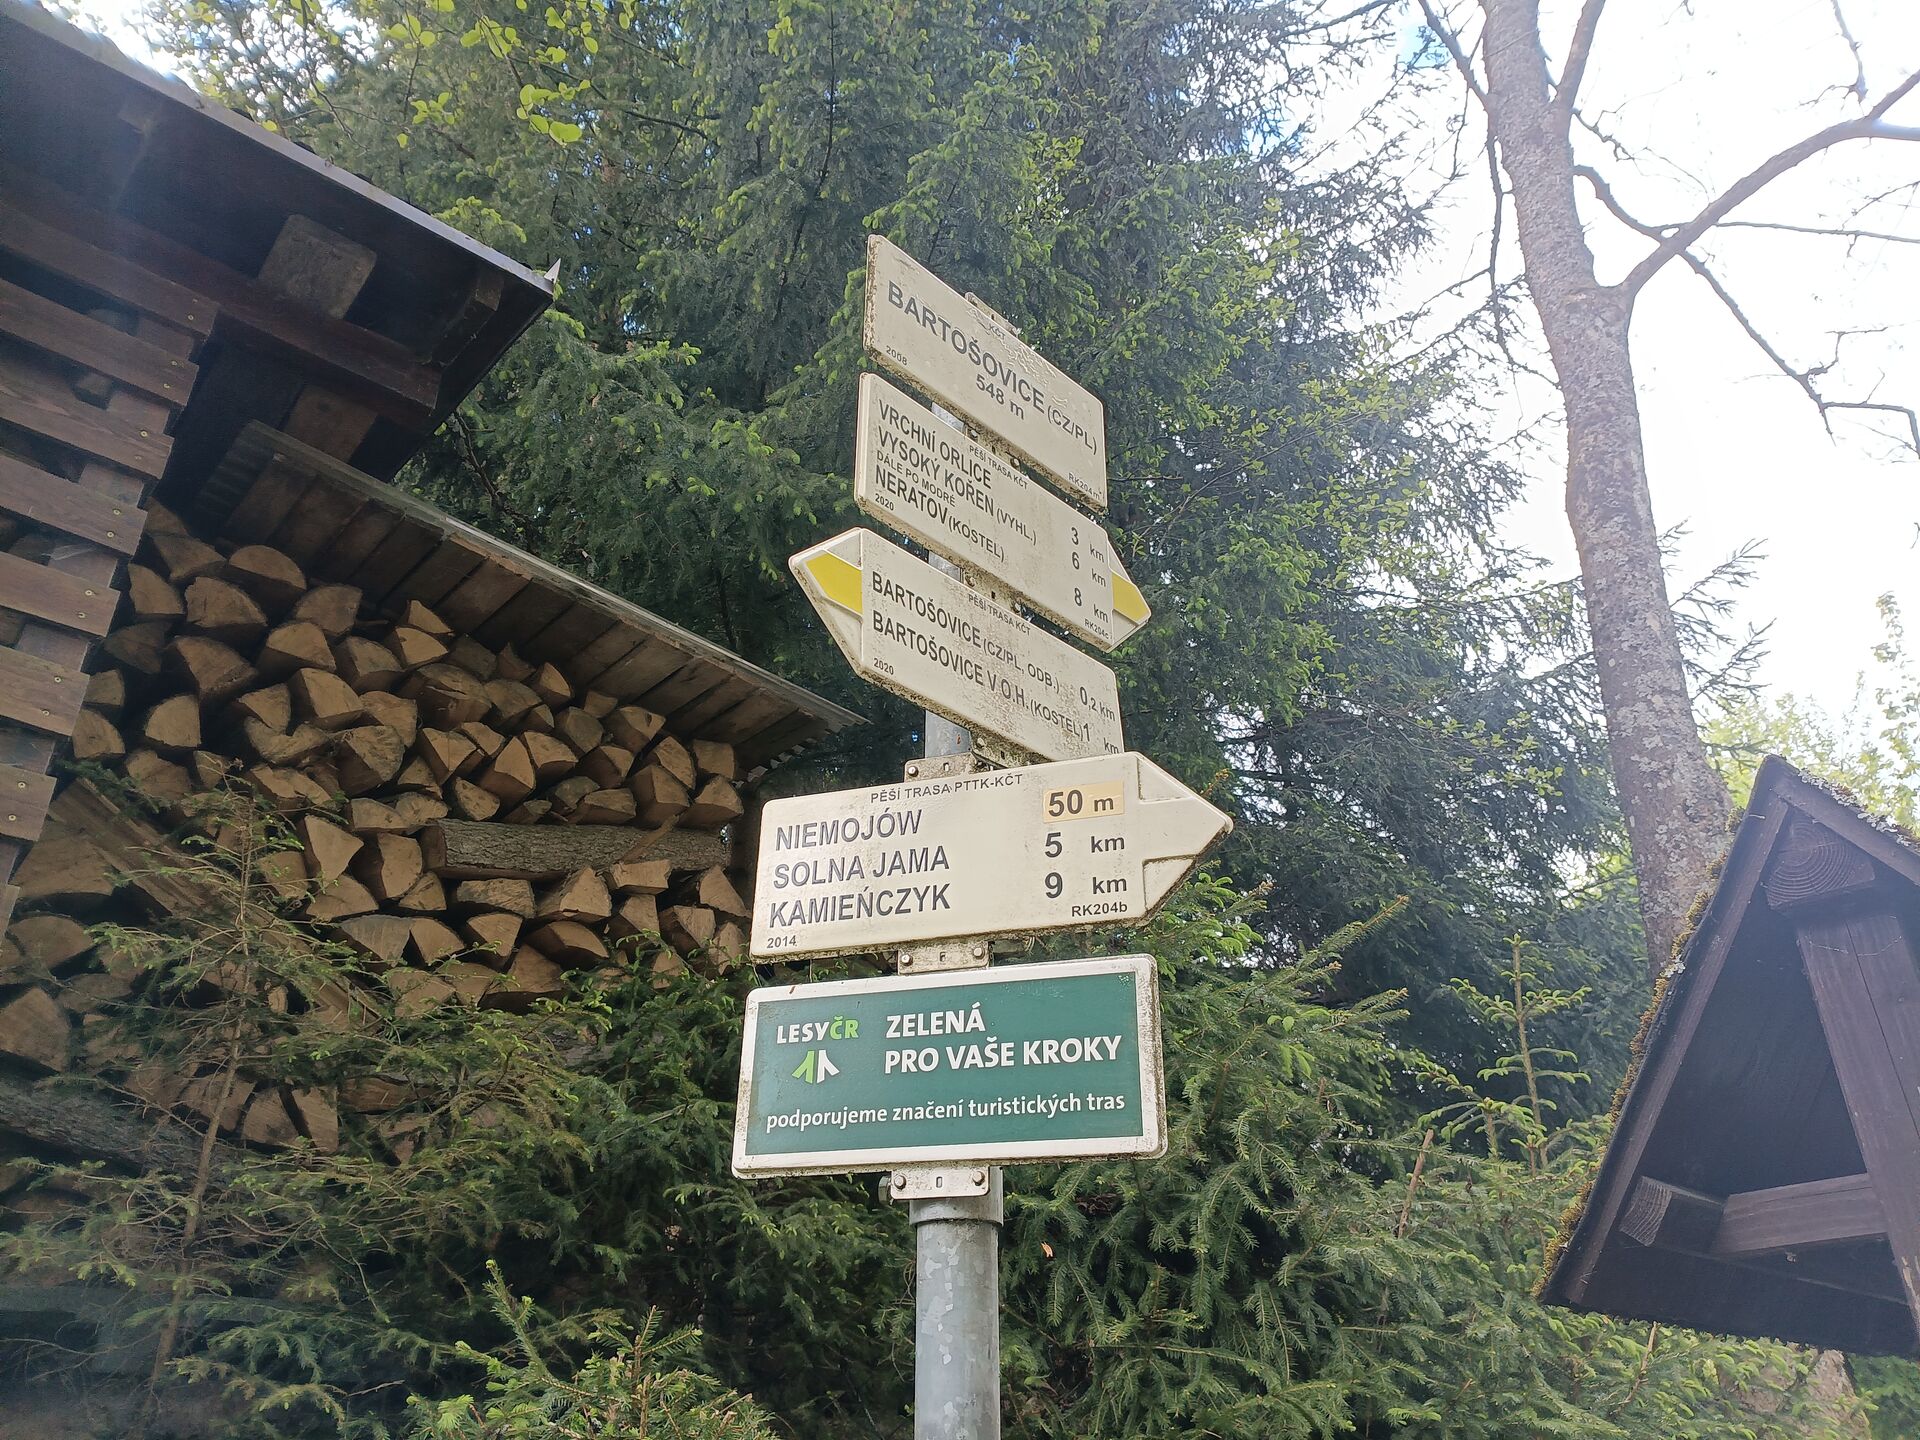 KČT
BARTOŠOVICE (CZ/PL)
548 m
2008
RK204m
PĚŠÍ TRASA KČT
VRCHNÍ ORLICE 3 km
VYSOKÝ KOŘEN (VYHL.) 6 km
DÁLE PO MODRÉ
NERATOV (KOSTEL) 8 km
2020
RK204c
PĚŠÍ TRASA KČT
BARTOŠOVICE (CZ/PL, ODB.) 0,2 km
BARTOŠOVICE V O.H. (KOSTEL) 1 km
2020
PĚŠÍ TRASA PTTK-KČT
NIEMOJÓW 50 m
SOLNA JAMA 5 km
KAMIEŃCZYK 9 km
2014
RK204b
LESYČR
ZELENÁ
PRO VAŠE KROKY
podporujeme značení turistických tras